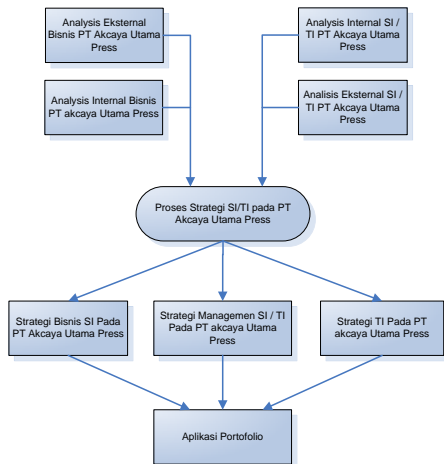 Analysis Eksternal
Bisnis PT Akcaya Utama
Press
Analysis Internal SI /
TI PT Akcaya Utama
Press
Analysis Internal Bisnis
PT akcaya Utama Press
Analisis Eksternal SI /
TI PT Akcaya Utama
Press
Proses Strategi SI/TI pada PT
Akcaya Utama Press
Strategi Bisnis SI Pada
PT Akcaya Utama Press
Strategi Managemen SI / TI
Pada PT akcaya Utama
Press
Strategi TI Pada PT
akcaya Utama Press
Aplikasi Portofolio